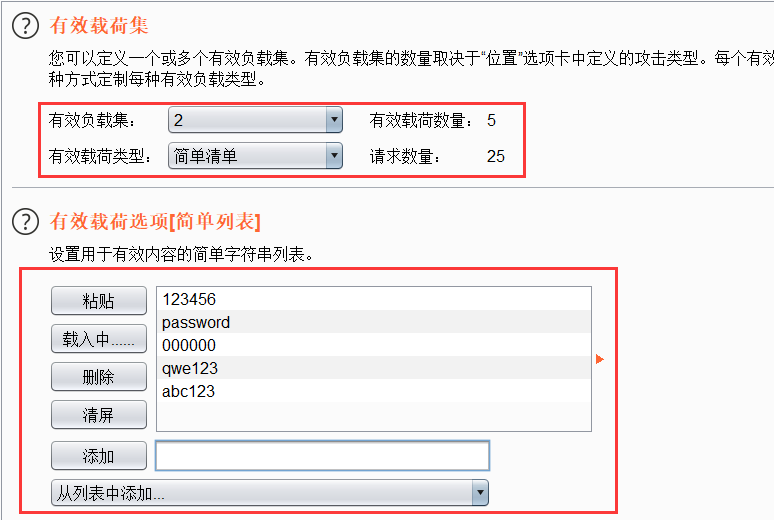 有效载荷集
您可以定义一个或多个有效负载集。有效负载集的数量取决于“位置”选项卡中定义的攻击类型。每个有效
种方式定制每种有效负载类型。
有效负载集： 2 有效载荷数量： 5
有效载荷类型： 简单清单 请求数量： 25
有效载荷选项[简单列表]
设置用于有效内容的简单字符串列表。
粘贴
载入中......
删除
清屏
123456
password
000000
qwe123
abc123
添加
从列表中添加...